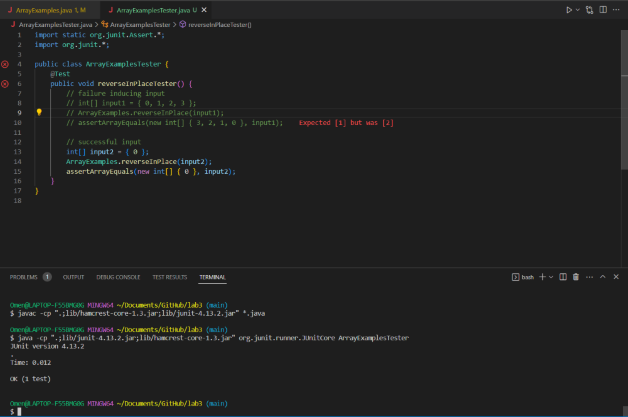 ArrayExamples.java 1, M
ArrayExamplesTester.java U
ArrayExamplesTester.java > ArrayExamplesTester > reverseInPlaceTester()
1 import static org.junit.Assert.*;
2 import org.junit.*;
3
4 public class ArrayExamplesTester {
5 @Test
6 public void reverseInPlaceTester() {
7 // failure inducing input
8 // int[] input1 = { 0, 1, 2, 3 };
9 // ArrayExamples.reverseInPlace(input1);
10 // assertArrayEquals(new int[] { 3, 2, 1, 0 }, input1); Expected [1] but was [2]
11
12 // successful input
13 int[] input2 = { 0 };
14 ArrayExamples.reverseInPlace(input2);
15 assertArrayEquals(new int[] { 0 }, input2);
16 }
17 }
18
PROBLEMS 1 OUTPUT DEBUG CONSOLE TEST RESULTS TERMINAL
bash
Omen@LAPTOP-F55BMG0G MINGW64 ~/Documents/GitHub/lab3 (main)
$ javac -cp ".;lib/hamcrest-core-1.3.jar;lib/junit-4.13.2.jar" *.java
Omen@LAPTOP-F55BMG0G MINGW64 ~/Documents/GitHub/lab3 (main)
$ java -cp ".;lib/junit-4.13.2.jar;lib/hamcrest-core-1.3.jar" org.junit.runner.JUnitCore ArrayExamplesTester
JUnit version 4.13.2
.
Time: 0.012
OK (1 test)
Omen@LAPTOP-F55BMG0G MINGW64 ~/Documents/GitHub/lab3 (main)
$